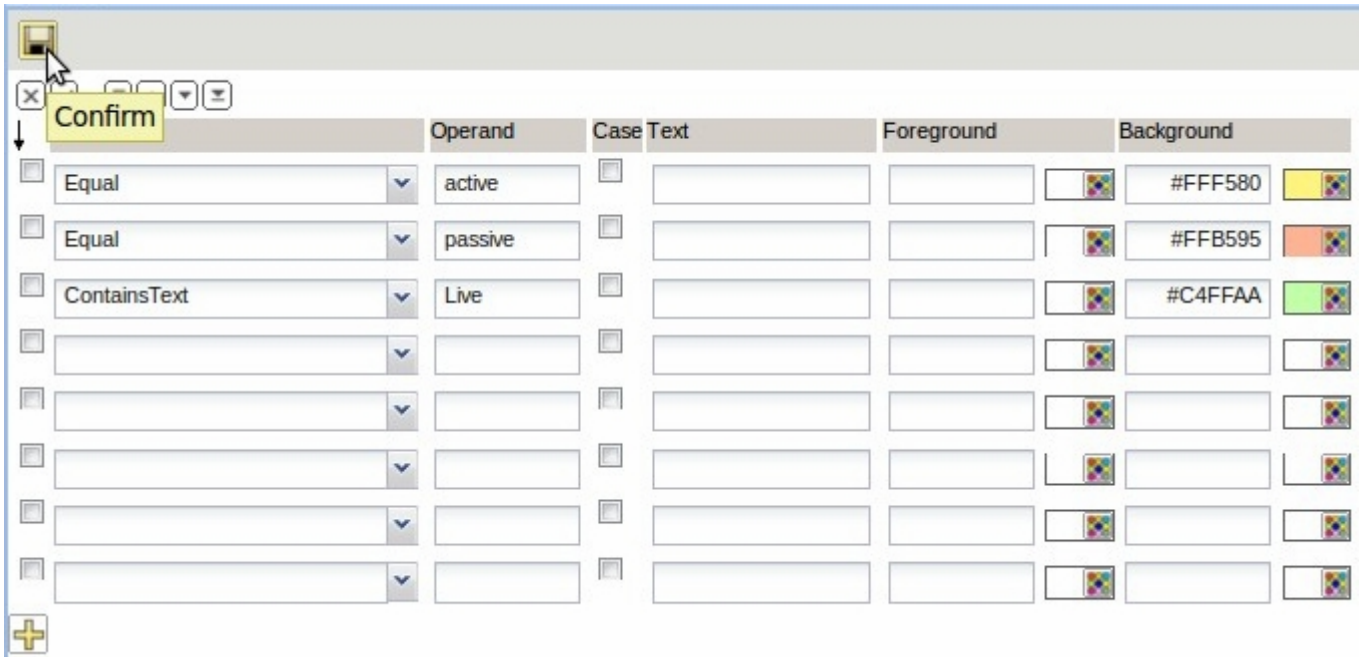 Confirm
Operand Case Text Foreground Background
Equal active #FFF580
Equal passive #FFB595
ContainsText Live #C4FFAA